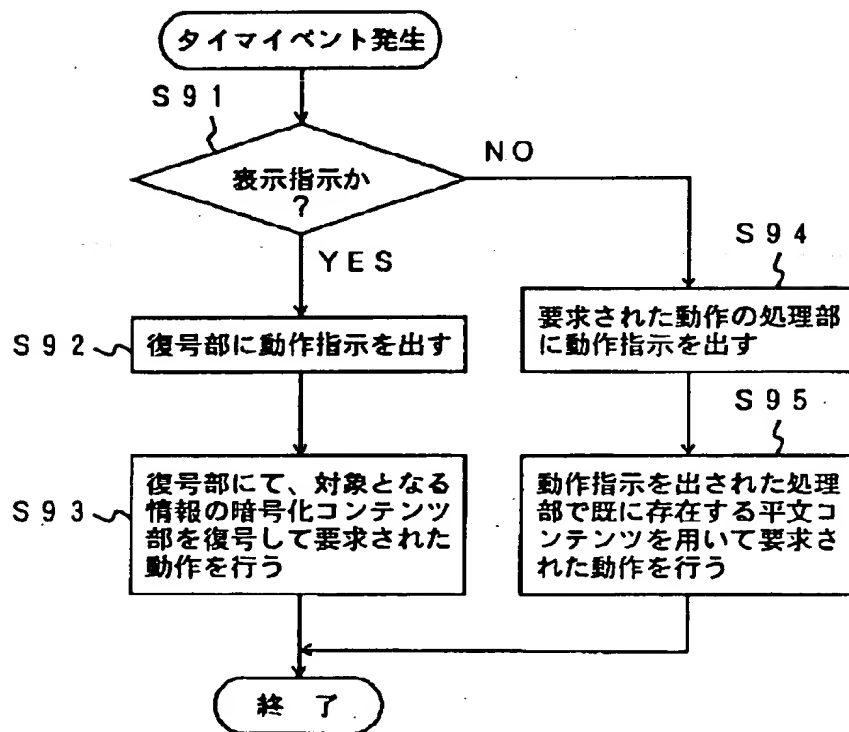 タイマイベント発生
S91
表示指示か
?
NO
YES
S92
復号部に動作指示を出す
S93
復号部にて、対象となる
情報の暗号化コンテンツ
部を復号して要求された
動作を行う
S94
要求された動作の処理部
に動作指示を出す
S95
動作指示を出された処理
部で既に存在する平文コ
ンテンツを用いて要求さ
れた動作を行う
終了